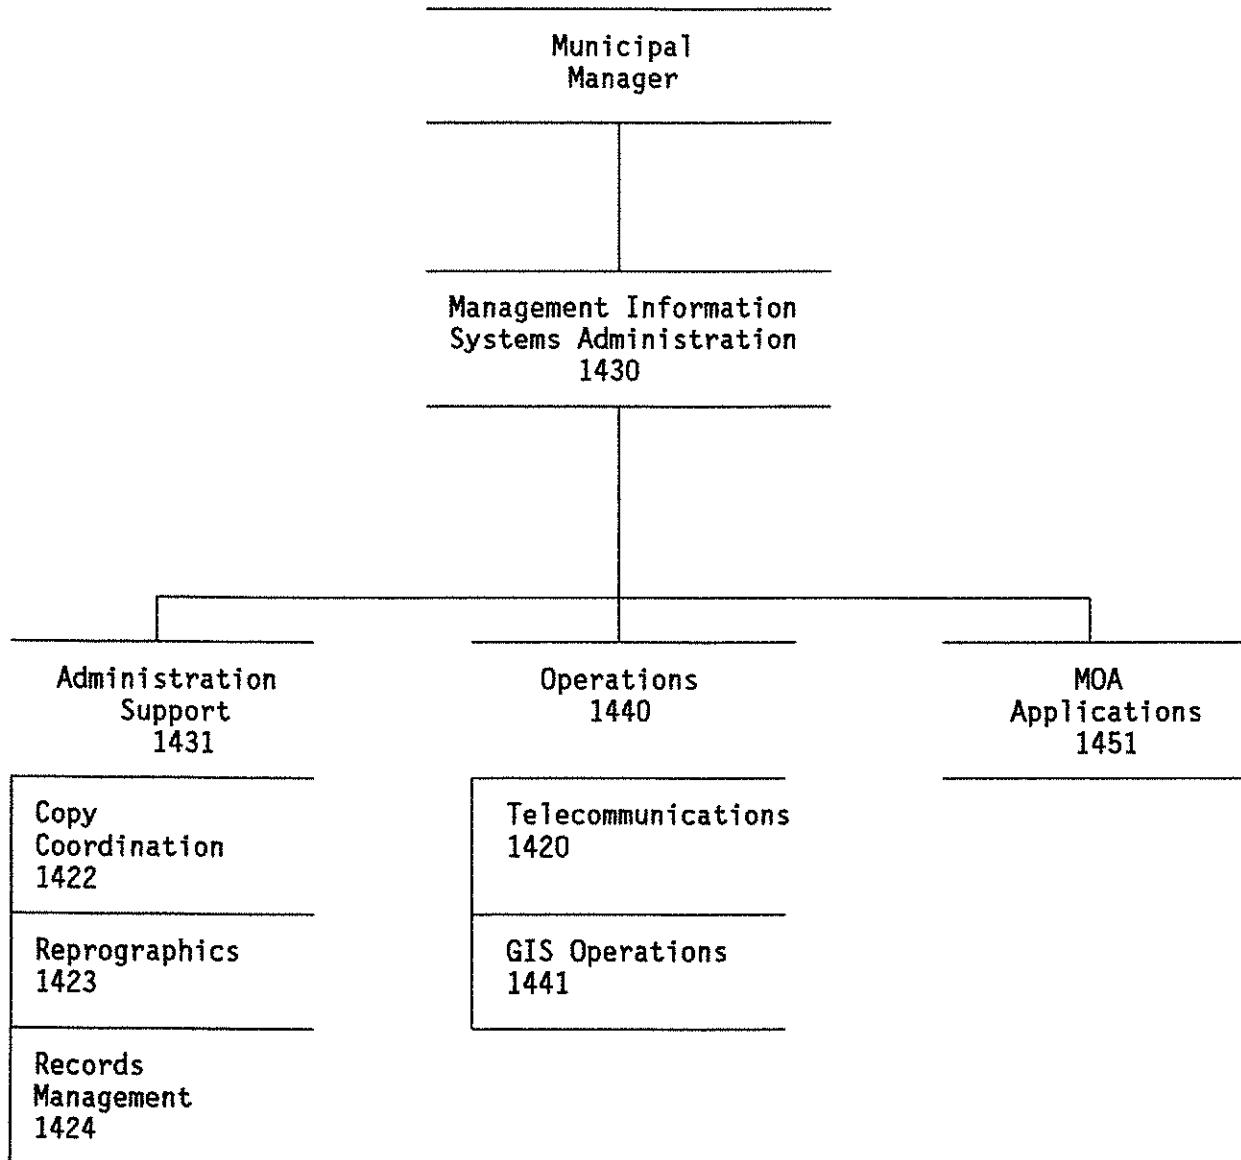 Municipal
Manager
Management Information
Systems Administration
1430
Administration
Support
1431
Operations
1440
MOA
Applications
1451
Copy
Coordination
1422
Reprographics
1423
Records
Management
1424
Telecommunications
1420
GIS Operations
1441